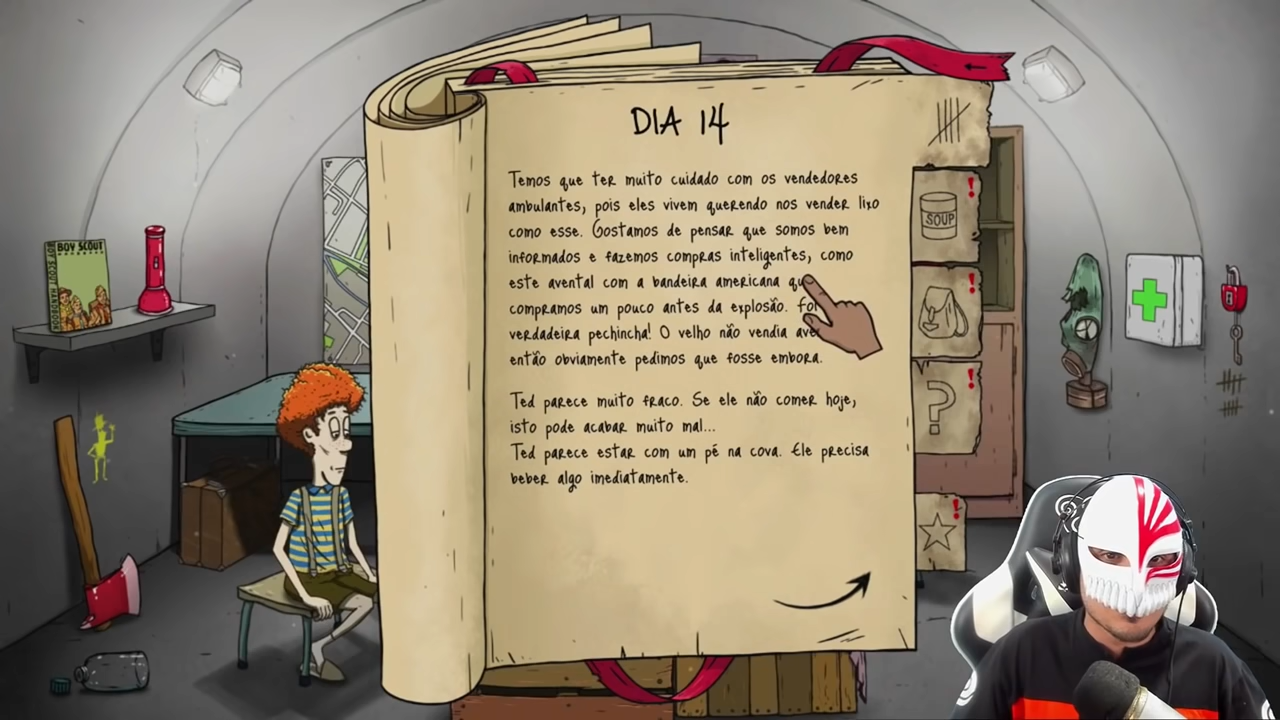 DIA 14
Temos que ter muito cuidado com os vendedores
ambulantes, pois eles vivem querendo nos vender lixo
como esse. Gostamos de pensar que somos bem
informados e fazemos compras inteligentes, como
este avental com a bandeira americana
compramos um pouco antes da explosão.
verdadeira pechincha! O velho não vendia
então obviamente pedimos que fosse embora.
Ted parece muito fraco. Se ele não comer hoje,
isto pode acabar muito mal...
Ted parece estar com um pé na cova. Ele precisa
beber algo imediatamente.
!
SOUP
!
!
?
!
BOY SCOUT
BOY SCOUT HANDBOOK